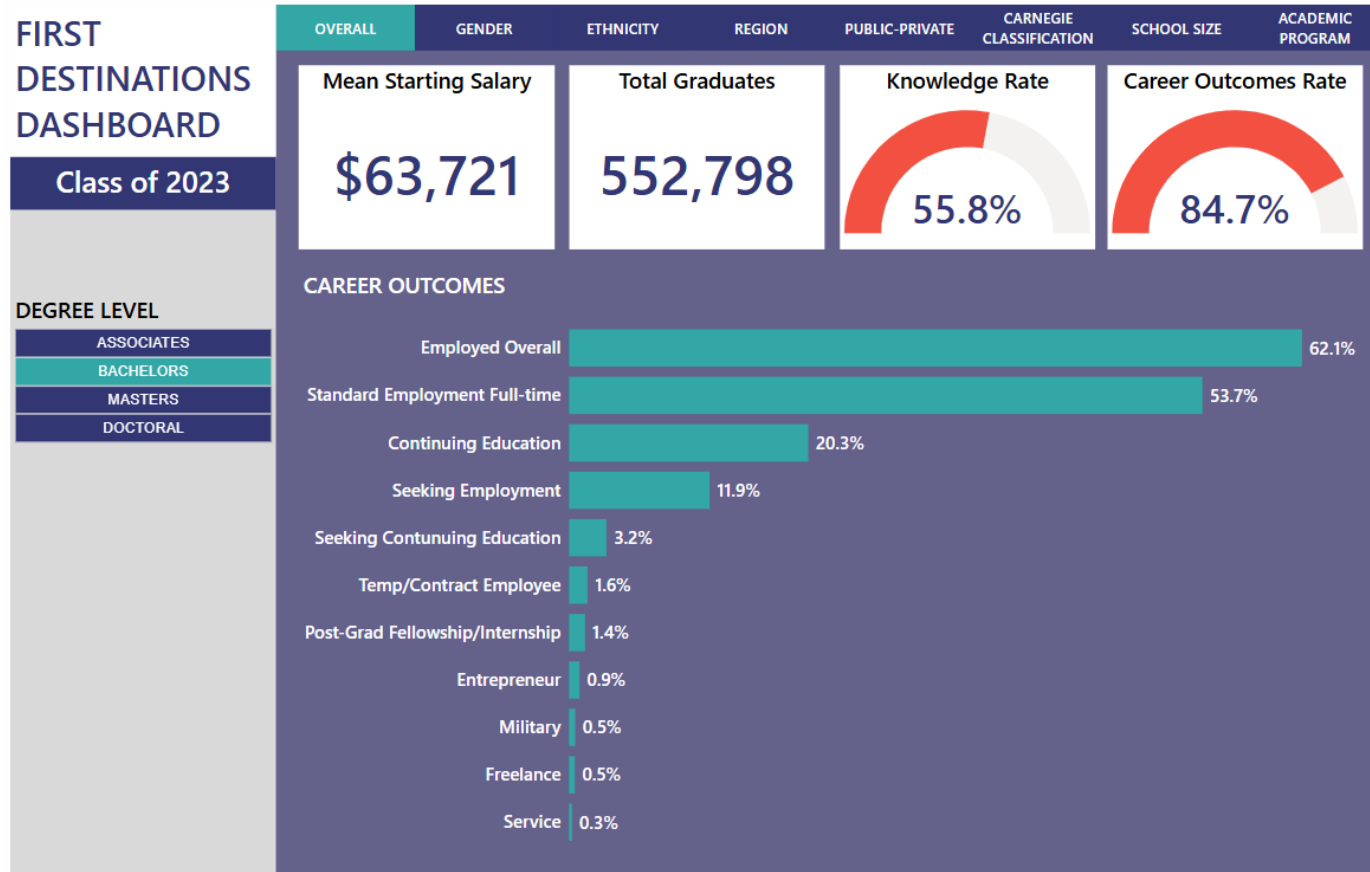 FIRST
DESTINATIONS
DASHBOARD
Class of 2023
DEGREE LEVEL
ASSOCIATES
BACHELORS
MASTERS
DOCTORAL
OVERALL
GENDER
ETHNICITY
REGION
PUBLIC-PRIVATE
CARNEGIE
CLASSIFICATION
SCHOOL SIZE
ACADEMIC
PROGRAM
Mean Starting Salary
$63,721
Total Graduates
552,798
Knowledge Rate
55.8%
Career Outcomes Rate
84.7%
CAREER OUTCOMES
Employed Overall 62.1%
Standard Employment Full-time 53.7%
Continuing Education 20.3%
Seeking Employment 11.9%
Seeking Contunuing Education 3.2%
Temp/Contract Employee 1.6%
Post-Grad Fellowship/Internship 1.4%
Entrepreneur 0.9%
Military 0.5%
Freelance 0.5%
Service 0.3%